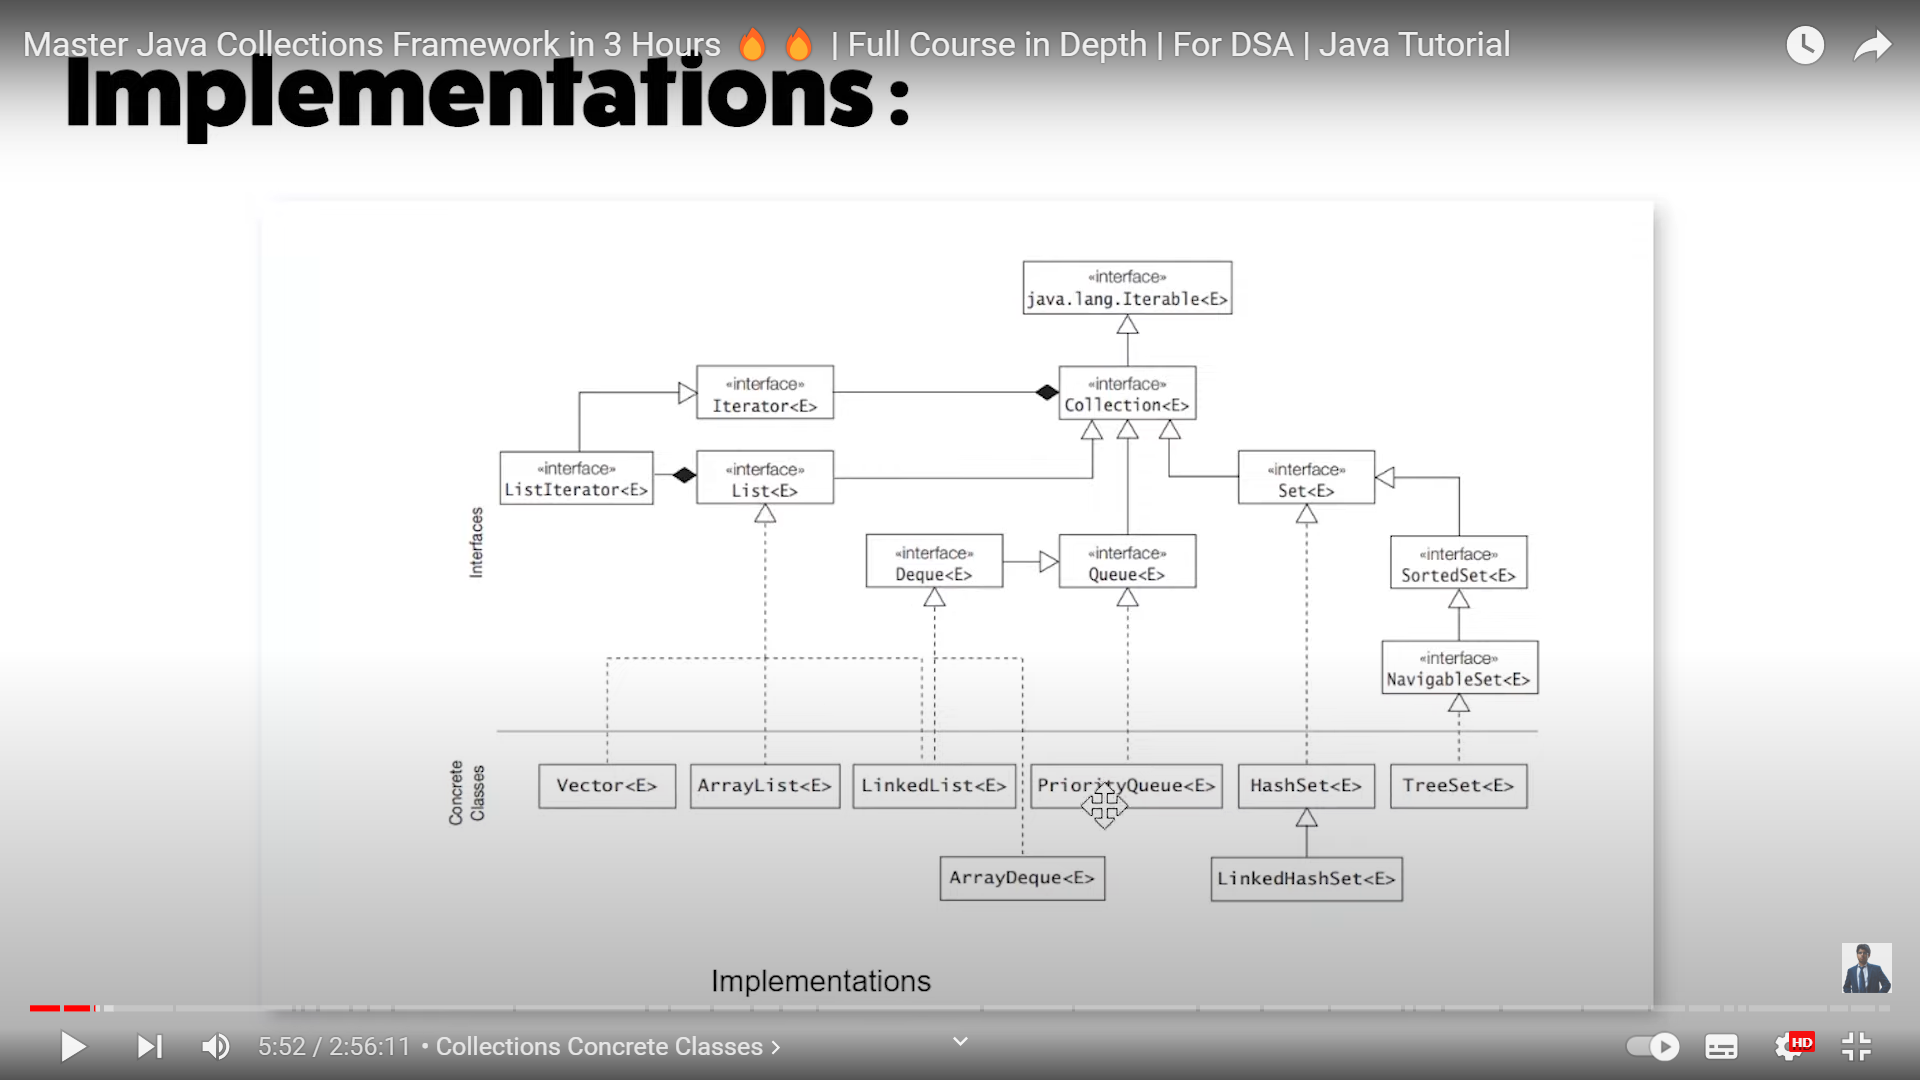 Master Java Collections Framework in 3 Hours 🔥 🔥 | Full Course in Depth | For DSA | Java Tutorial
Implementations:
«interface»
java.lang.Iterable<E>
«interface»
Iterator<E>
«interface»
Collection<E>
«interface»
ListIterator<E>
«interface»
List<E>
«interface»
Set<E>
Interfaces
«interface»
Deque<E>
«interface»
Queue<E>
«interface»
SortedSet<E>
«interface»
NavigableSet<E>
Concrete
Classes
Vector<E>
ArrayList<E>
LinkedList<E>
PriorityQueue<E>
HashSet<E>
TreeSet<E>
ArrayDeque<E>
LinkedHashSet<E>
Implementations
5:52 / 2:56:11 • Collections Concrete Classes
HD